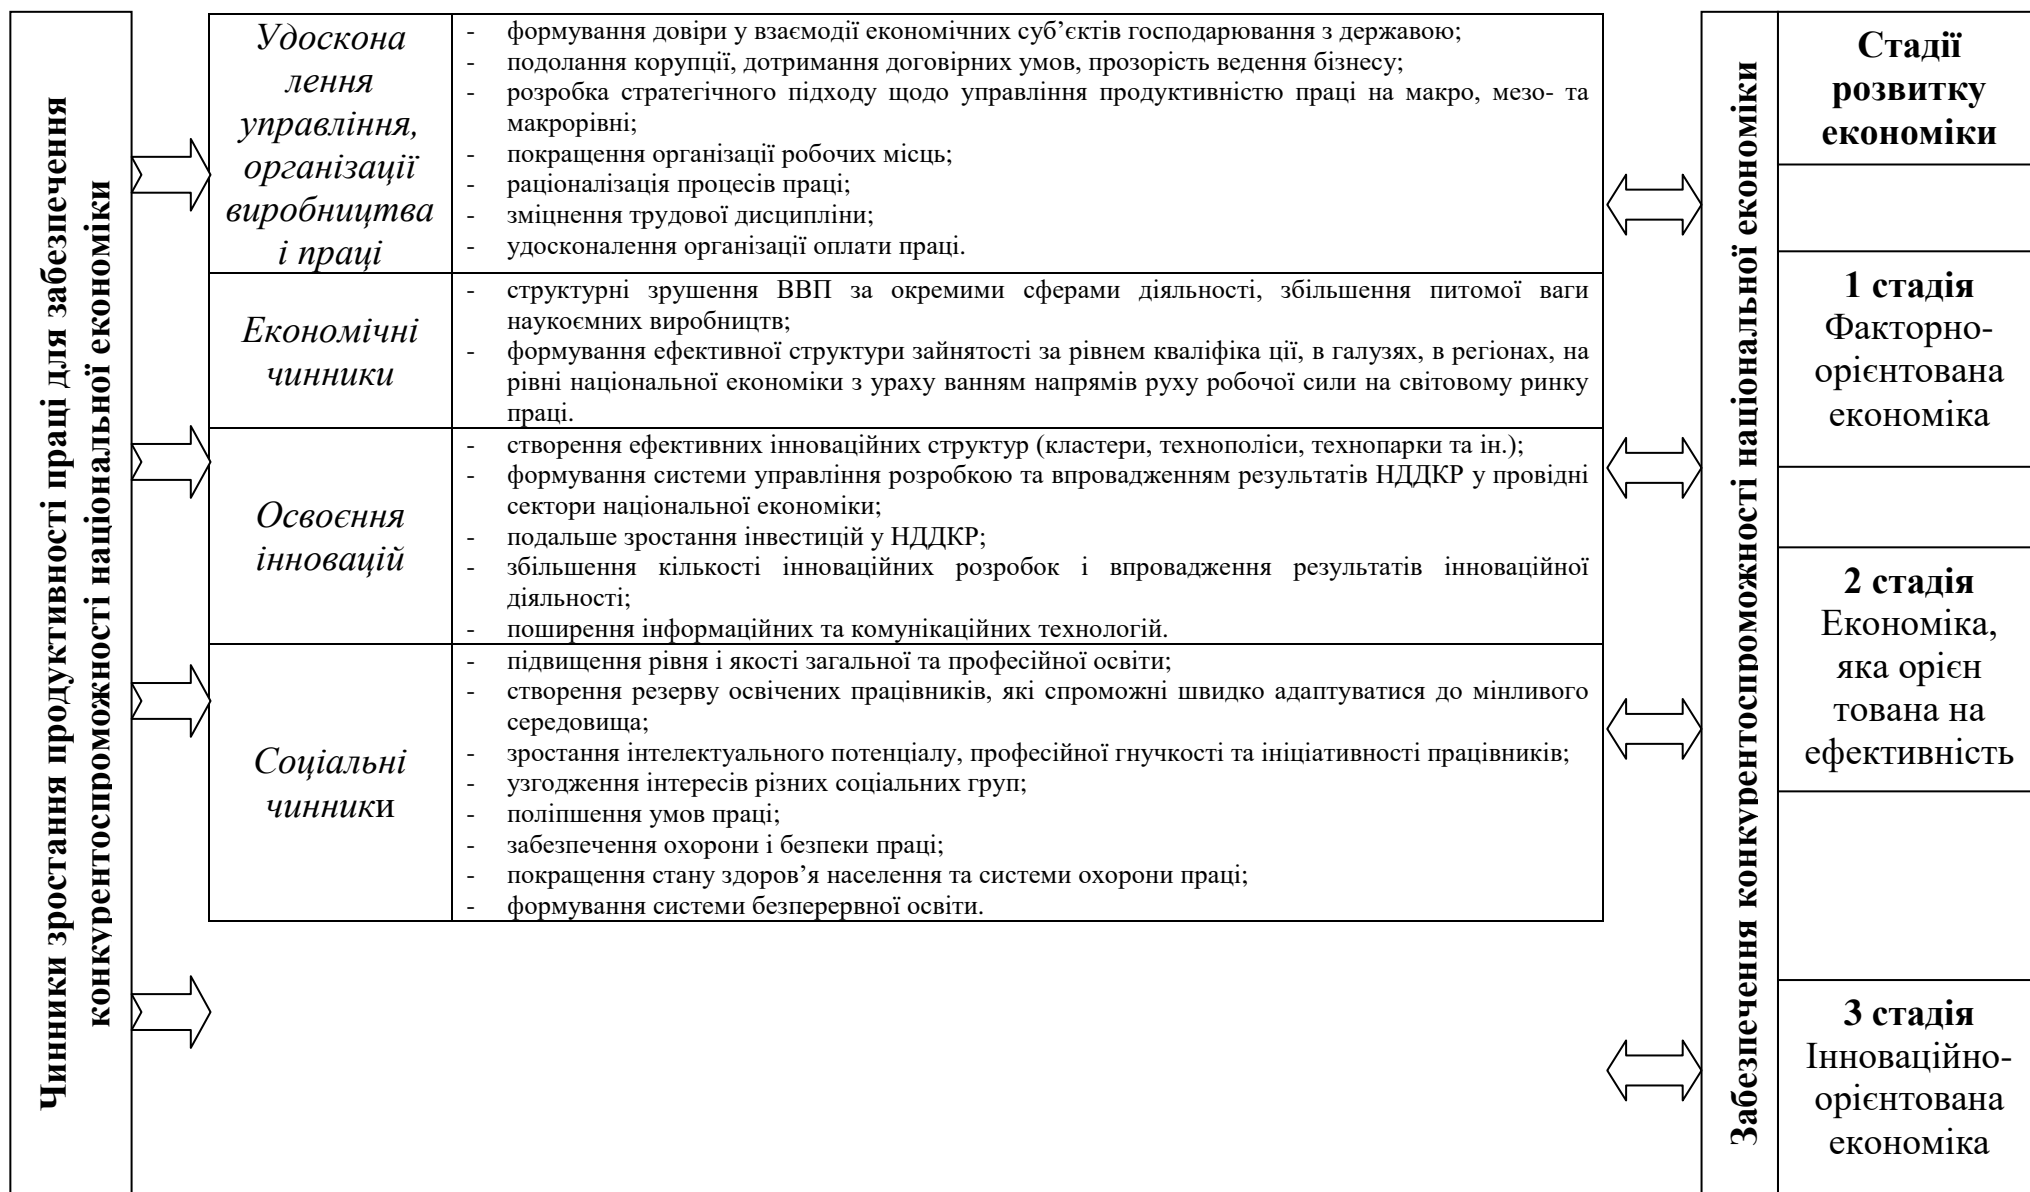 Чинники зростання продуктивності праці для забезпечення
конкурентоспроможності національної економіки
Удоскона
лення
управління,
організації
виробництва
і праці
- формування довіри у взаємодії економічних суб’єктів господарювання з державою;
- подолання корупції, дотримання договірних умов, прозорість ведення бізнесу;
- розробка стратегічного підходу щодо управління продуктивністю праці на макро, мезо- та
макрорівні;
- покращення організації робочих місць;
- раціоналізація процесів праці;
- зміцнення трудової дисципліни;
- удосконалення організації оплати праці.
Економічні
чинники
- структурні зрушення ВВП за окремими сферами діяльності, збільшення питомої ваги
наукоємних виробництв;
- формування ефективної структури зайнятості за рівнем кваліфіка ції, в галузях, в регіонах, на
рівні національної економіки з ураху ванням напрямів руху робочої сили на світовому ринку
праці.
Освоєння
інновацій
- створення ефективних інноваційних структур (кластери, технополіси, технопарки та ін.);
- формування системи управління розробкою та впровадженням результатів НДДКР у провідні
сектори національної економіки;
- подальше зростання інвестицій у НДДКР;
- збільшення кількості інноваційних розробок і впровадження результатів інноваційної
діяльності;
- поширення інформаційних та комунікаційних технологій.
Соціальні
чинники
- підвищення рівня і якості загальної та професійної освіти;
- створення резерву освічених працівників, які спроможні швидко адаптуватися до мінливого
середовища;
- зростання інтелектуального потенціалу, професійної гнучкості та ініціативності працівників;
- узгодження інтересів різних соціальних груп;
- поліпшення умов праці;
- забезпечення охорони і безпеки праці;
- покращення стану здоров’я населення та системи охорони праці;
- формування системи безперервної освіти.
Забезпечення конкурентоспроможності національної економіки
Стадії
розвитку
економіки
1 стадія
Факторно-
орієнтована
економіка
2 стадія
Економіка,
яка орієн
тована на
ефективність
3 стадія
Інноваційно-
орієнтована
економіка